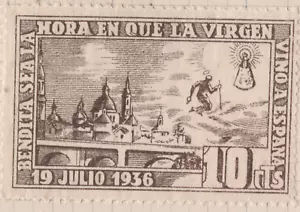 BENDITA SEA LA
HORA EN QUE LA VIRGEN
VINO A ESPAÑA
19 JULIO 1936
10 cts